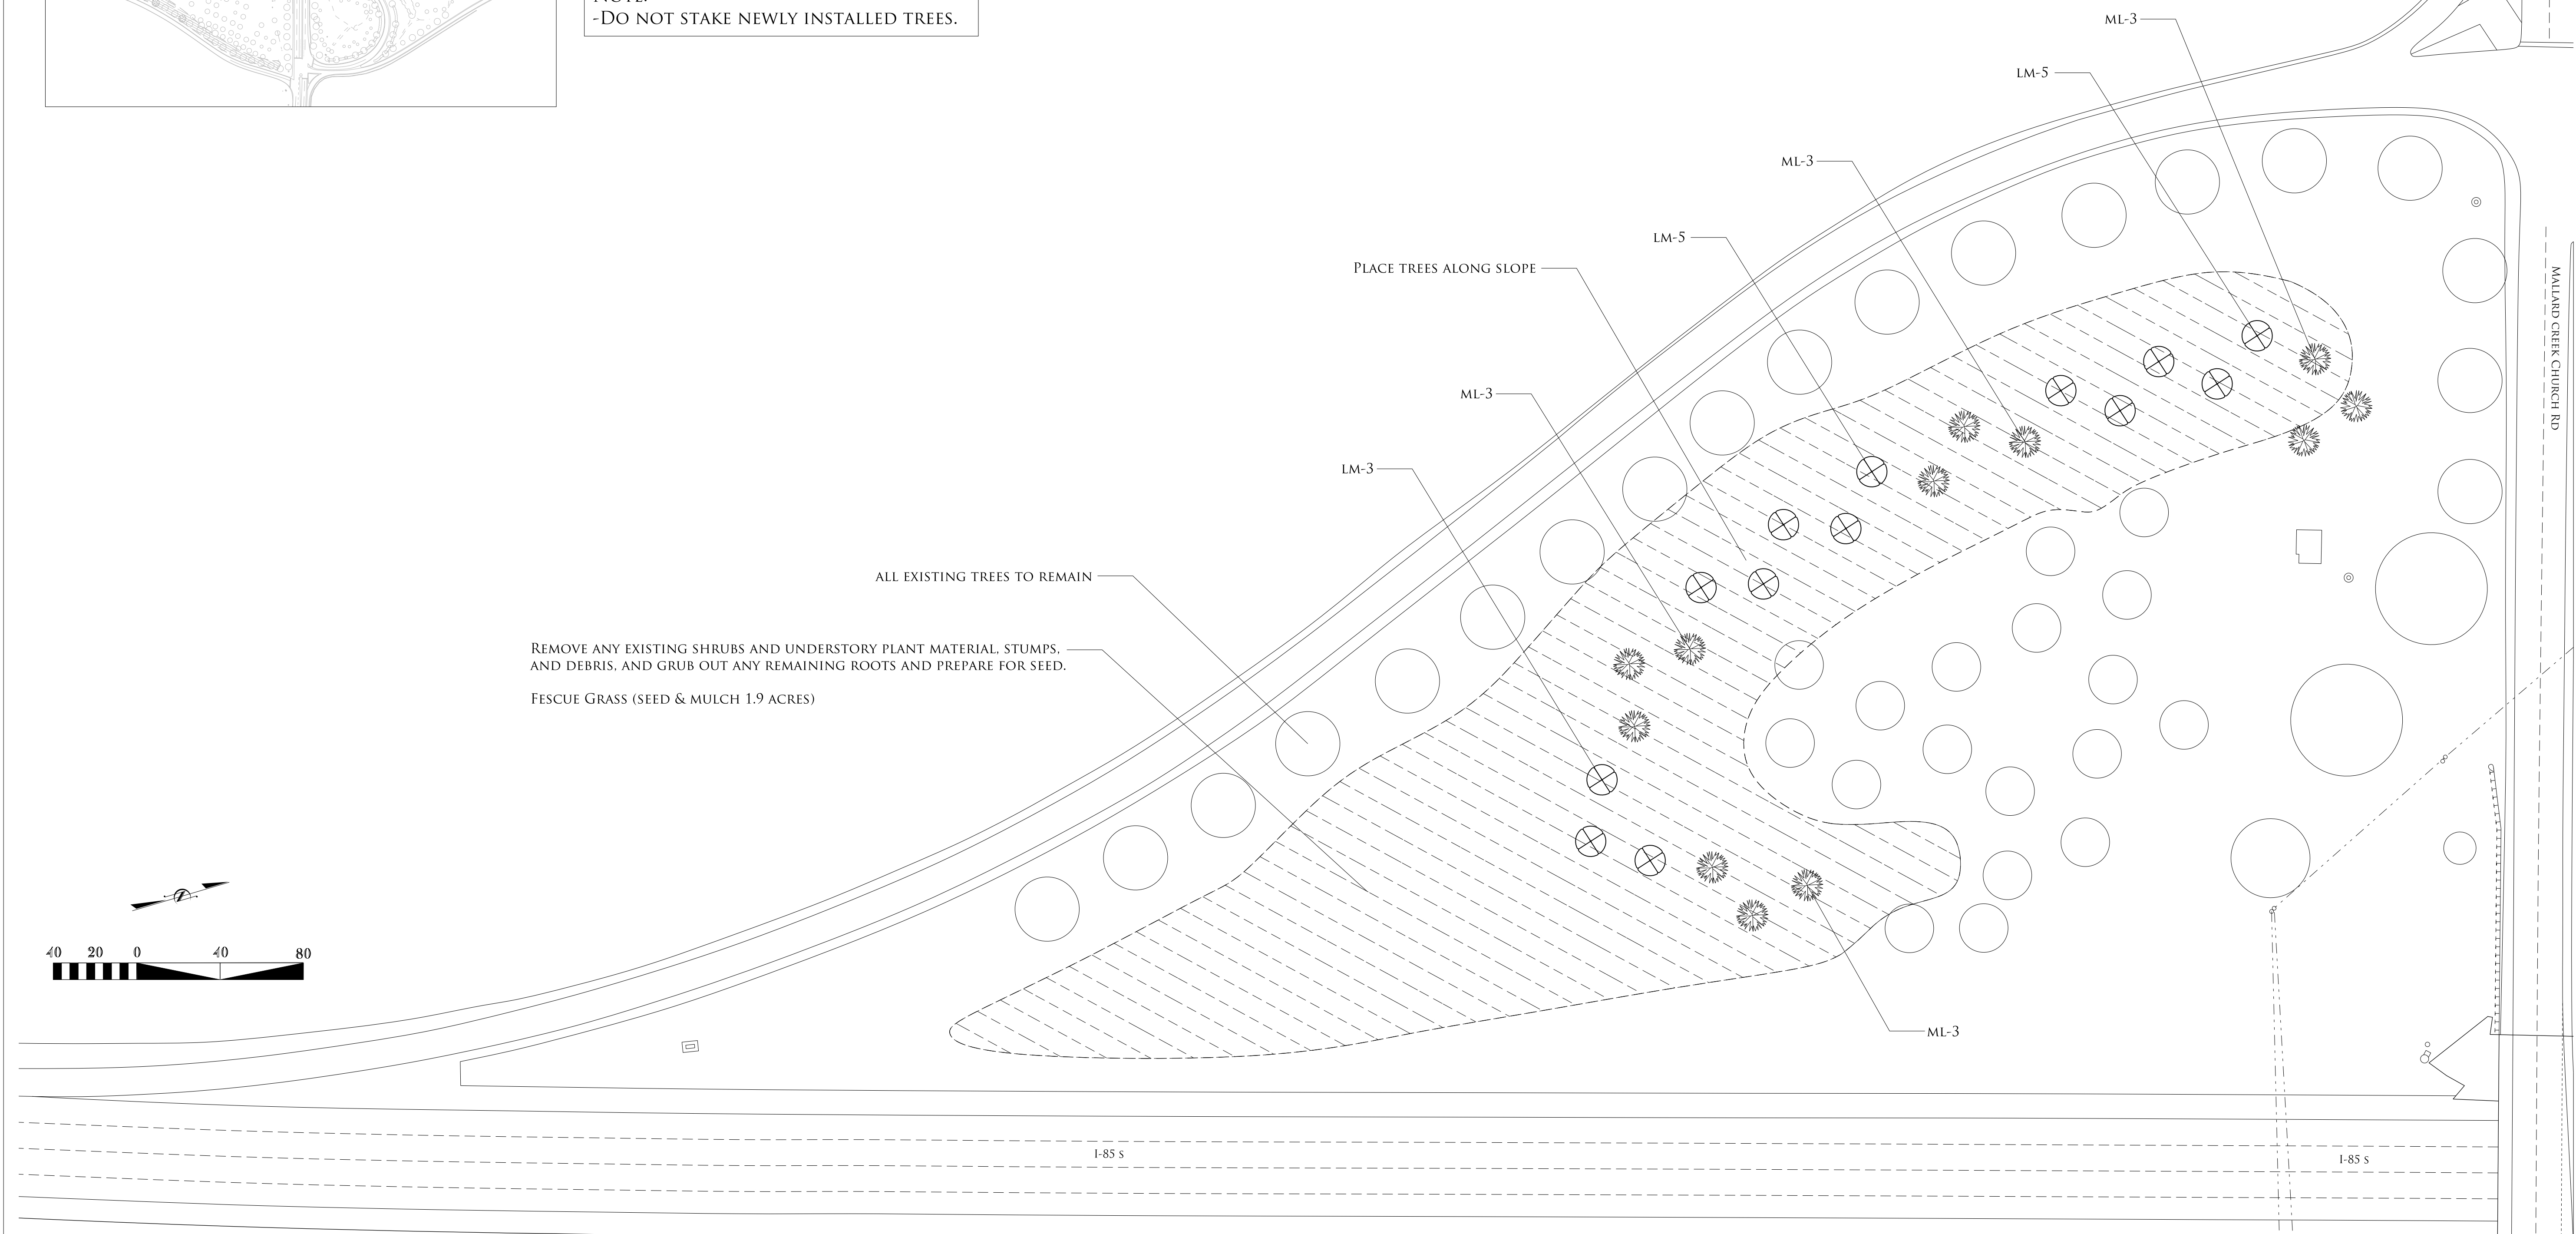 NOTE:
-DO NOT STAKE NEWLY INSTALLED TREES.
ML-3
LM-5
ML-3
LM-5
PLACE TREES ALONG SLOPE
MALLARD CREEK CHURCH RD
ML-3
LM-3
ALL EXISTING TREES TO REMAIN
REMOVE ANY EXISTING SHRUBS AND UNDERSTORY PLANT MATERIAL, STUMPS,
AND DEBRIS, AND GRUB OUT ANY REMAINING ROOTS AND PREPARE FOR SEED.
FESCUE GRASS (SEED & MULCH 1.9 ACRES)
40 20 0 40 80
ML-3
I-85 S
I-85 S